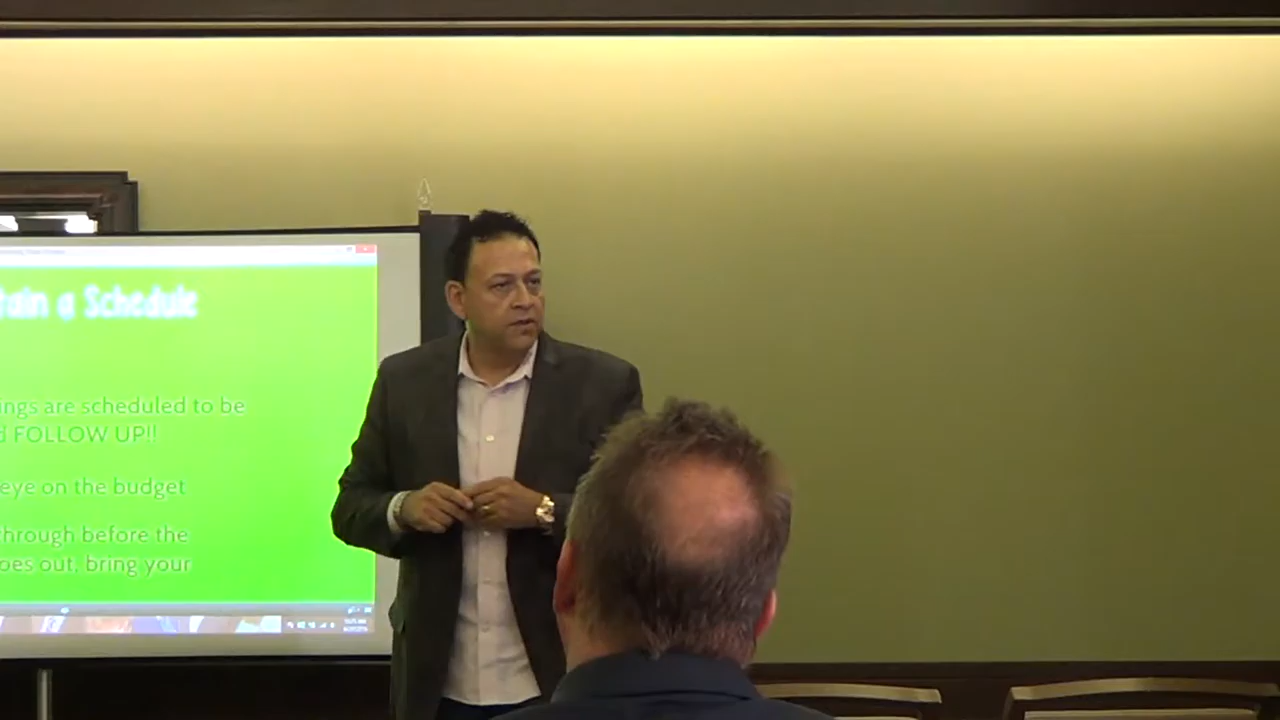 tain a Schedule
ings are scheduled to be
d FOLLOW UP!!
eye on the budget
through before the
oes out, bring your